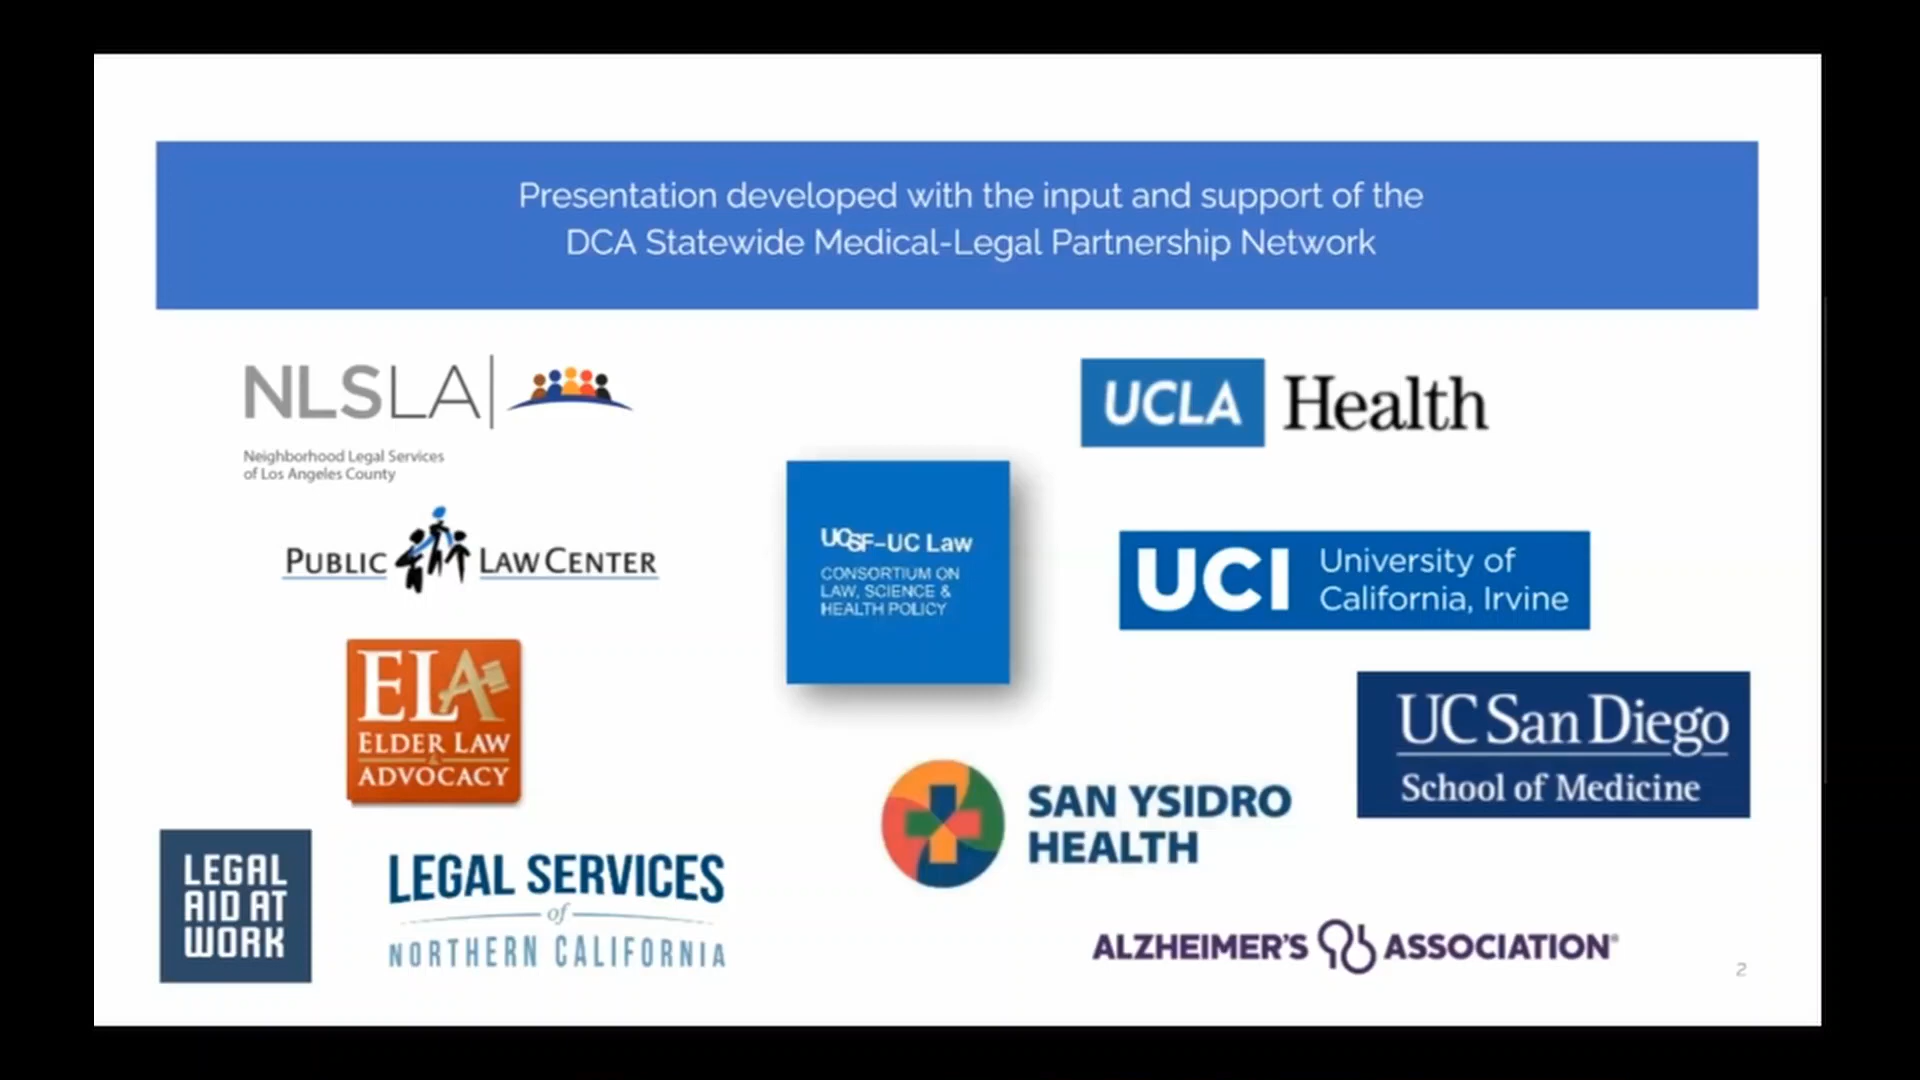 Presentation developed with the input and support of the
DCA Statewide Medical-Legal Partnership Network
NLSLA
Neighborhood Legal Services
of Los Angeles County
UCLA Health
PUBLIC LAW CENTER
UCSF-UC Law
CONSORTIUM ON
LAW, SCIENCE &
HEALTH POLICY
UCI University of
California, Irvine
ELA
ELDER LAW
&
ADVOCACY
UC San Diego
School of Medicine
SAN YSIDRO
HEALTH
LEGAL
AID AT
WORK
LEGAL SERVICES
of
NORTHERN CALIFORNIA
ALZHEIMER'S ASSOCIATION®
2